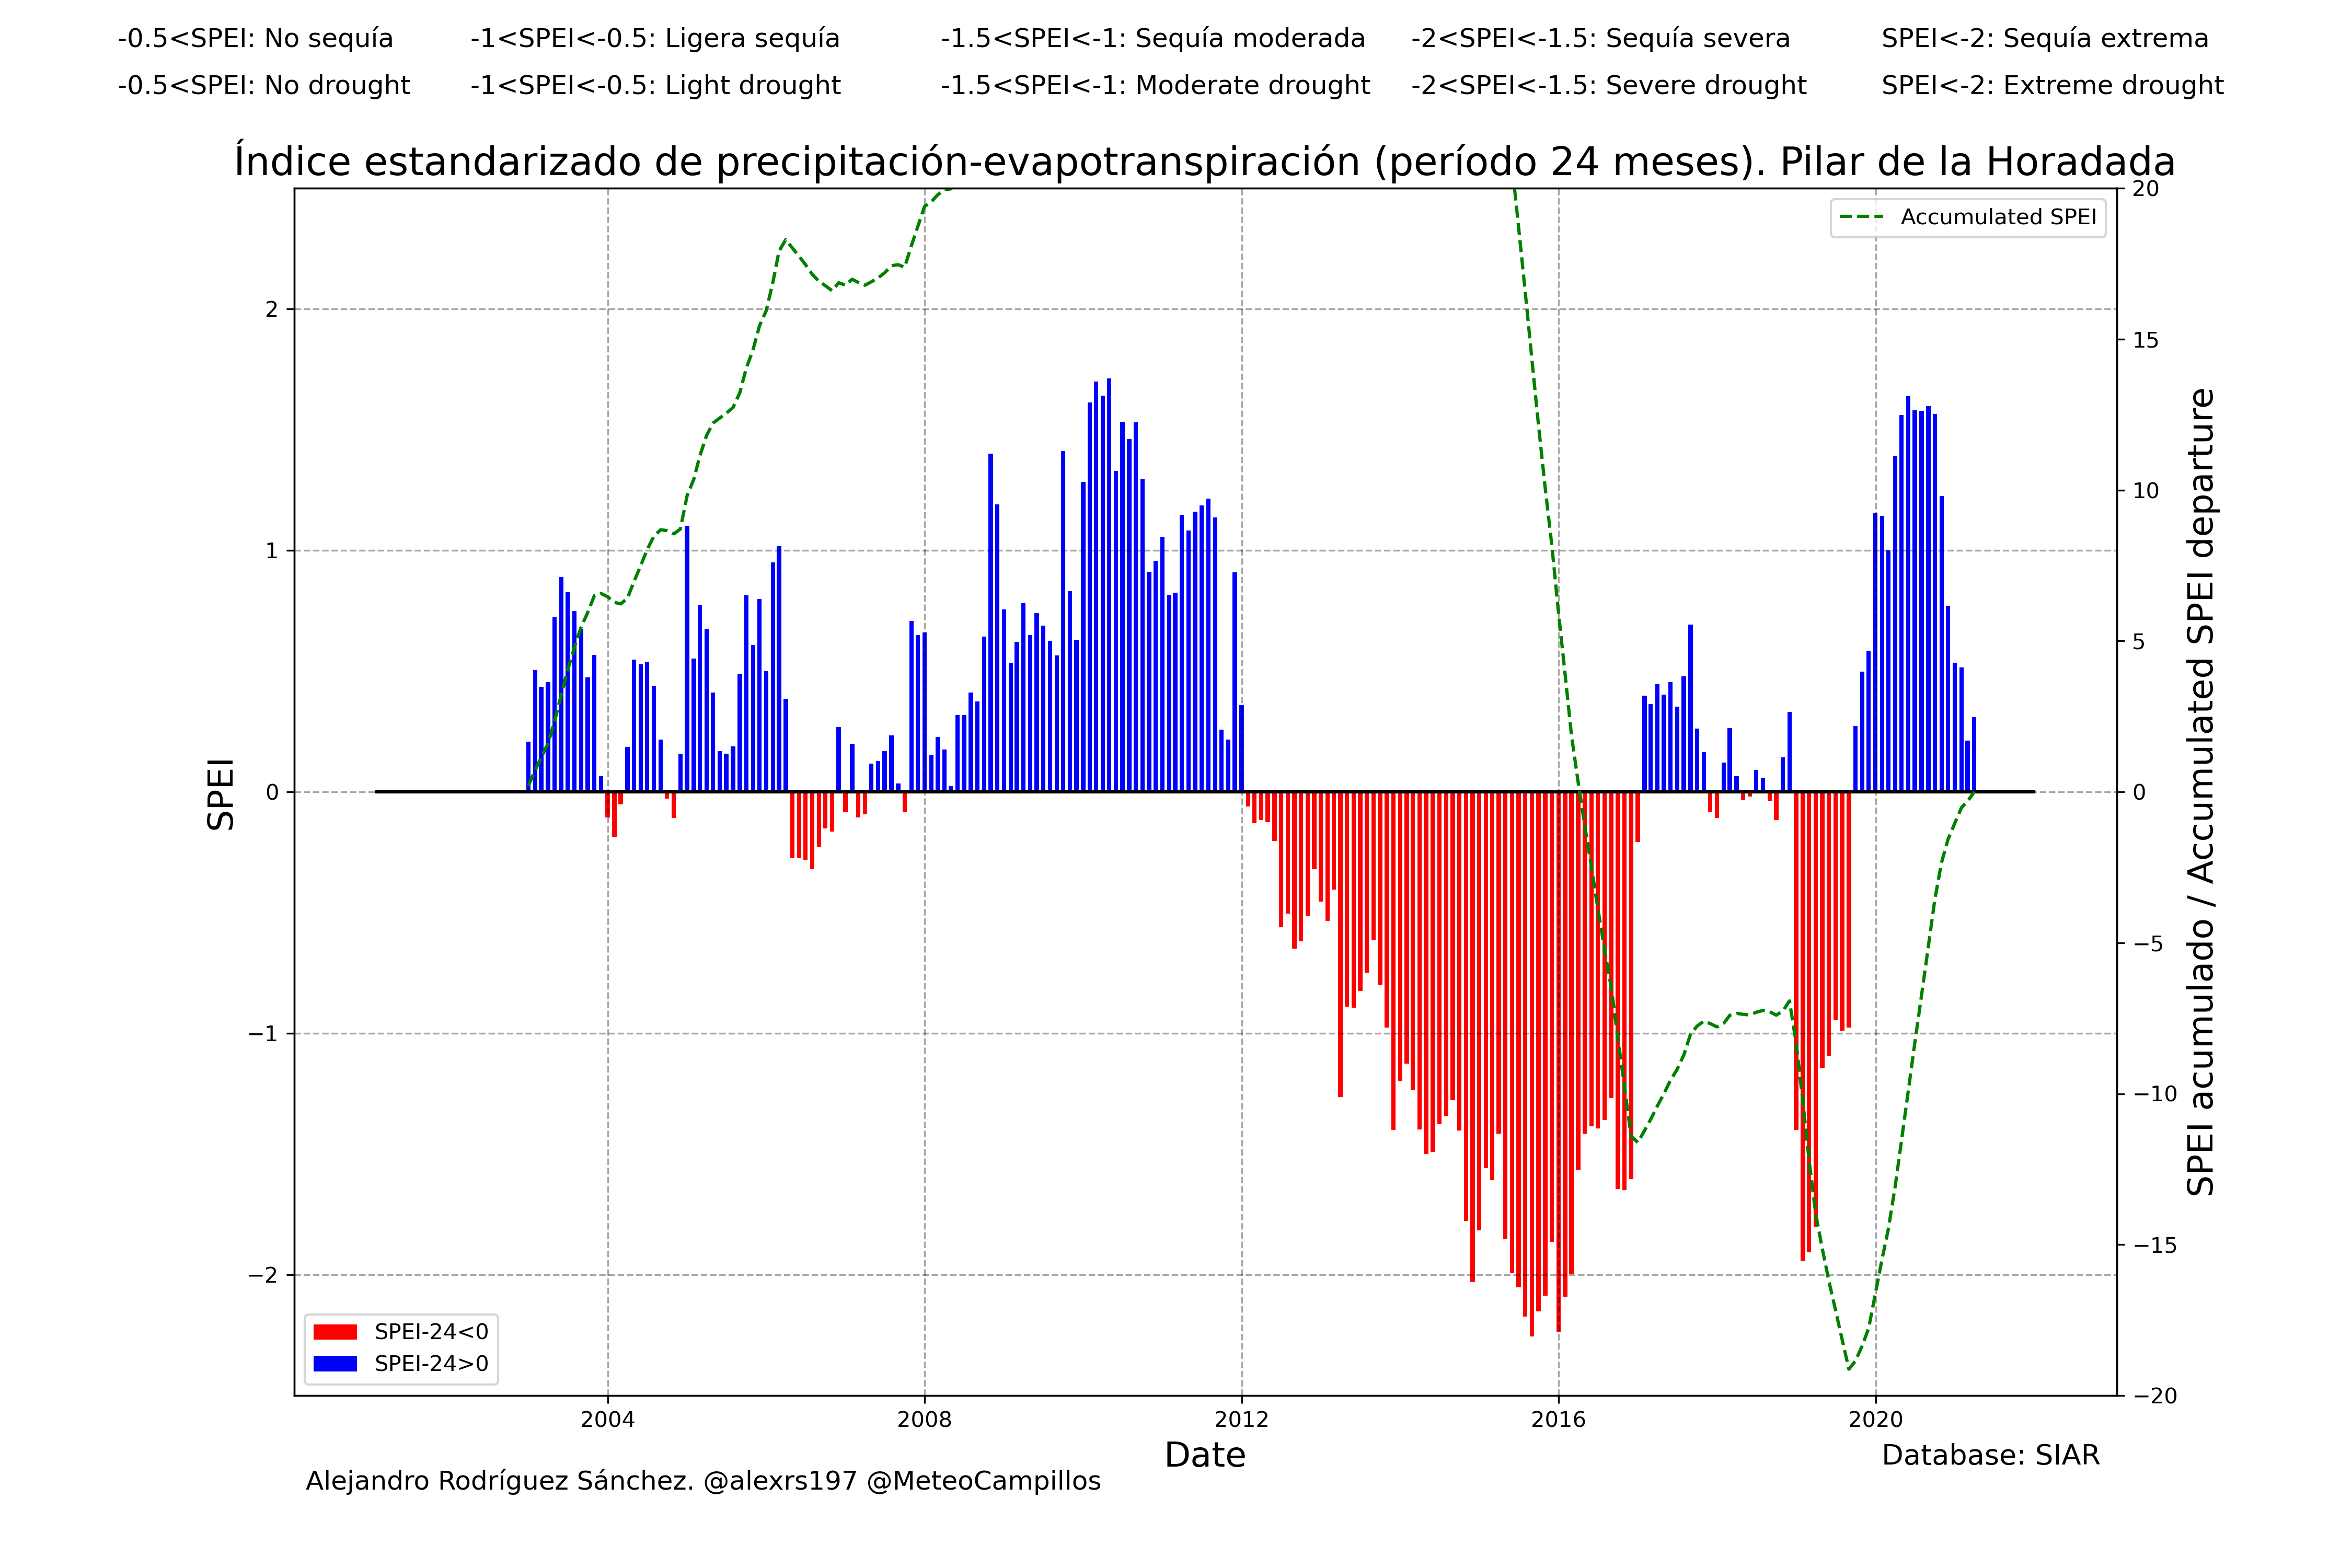 -0.5<SPEI: No sequía -1<SPEI<-0.5: Ligera sequía -1.5<SPEI<-1: Sequía moderada -2<SPEI<-1.5: Sequía severa SPEI<-2: Sequía extrema
-0.5<SPEI: No drought -1<SPEI<-0.5: Light drought -1.5<SPEI<-1: Moderate drought -2<SPEI<-1.5: Severe drought SPEI<-2: Extreme drought
Índice estandarizado de precipitación-evapotranspiración (período 24 meses). Pilar de la Horadada
Accumulated SPEI
SPEI
2
1
0
−1
−2
20
15
10
5
0
−5
−10
−15
−20
SPEI acumulado / Accumulated SPEI departure
SPEI-24<0
SPEI-24>0
2004 2008 2012 2016 2020
Date
Database: SIAR
Alejandro Rodríguez Sánchez. @alexrs197 @MeteoCampillos